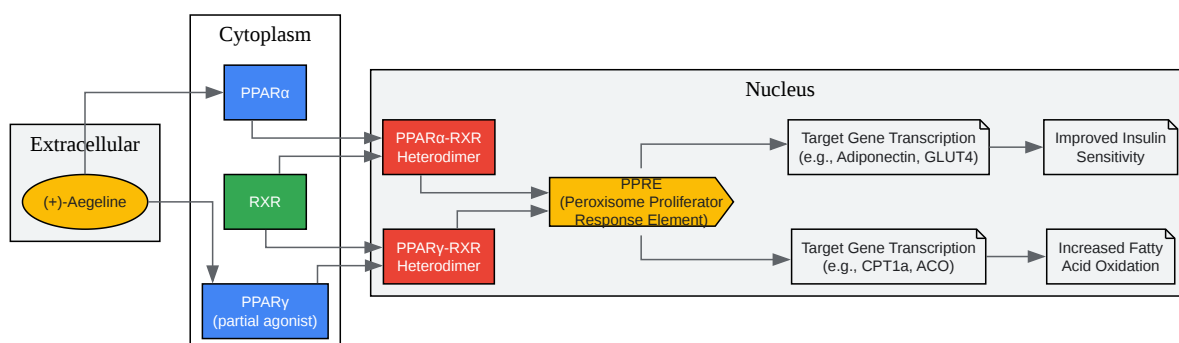 Extracellular
(+)-Aegeline
Cytoplasm
PPARα
RXR
PPARγ
(partial agonist)
Nucleus
PPARα-RXR
Heterodimer
PPARγ-RXR
Heterodimer
PPRE
(Peroxisome Proliferator
Response Element)
Target Gene Transcription
(e.g., Adiponectin, GLUT4)
Improved Insulin
Sensitivity
Target Gene Transcription
(e.g., CPT1a, ACO)
Increased Fatty
Acid Oxidation